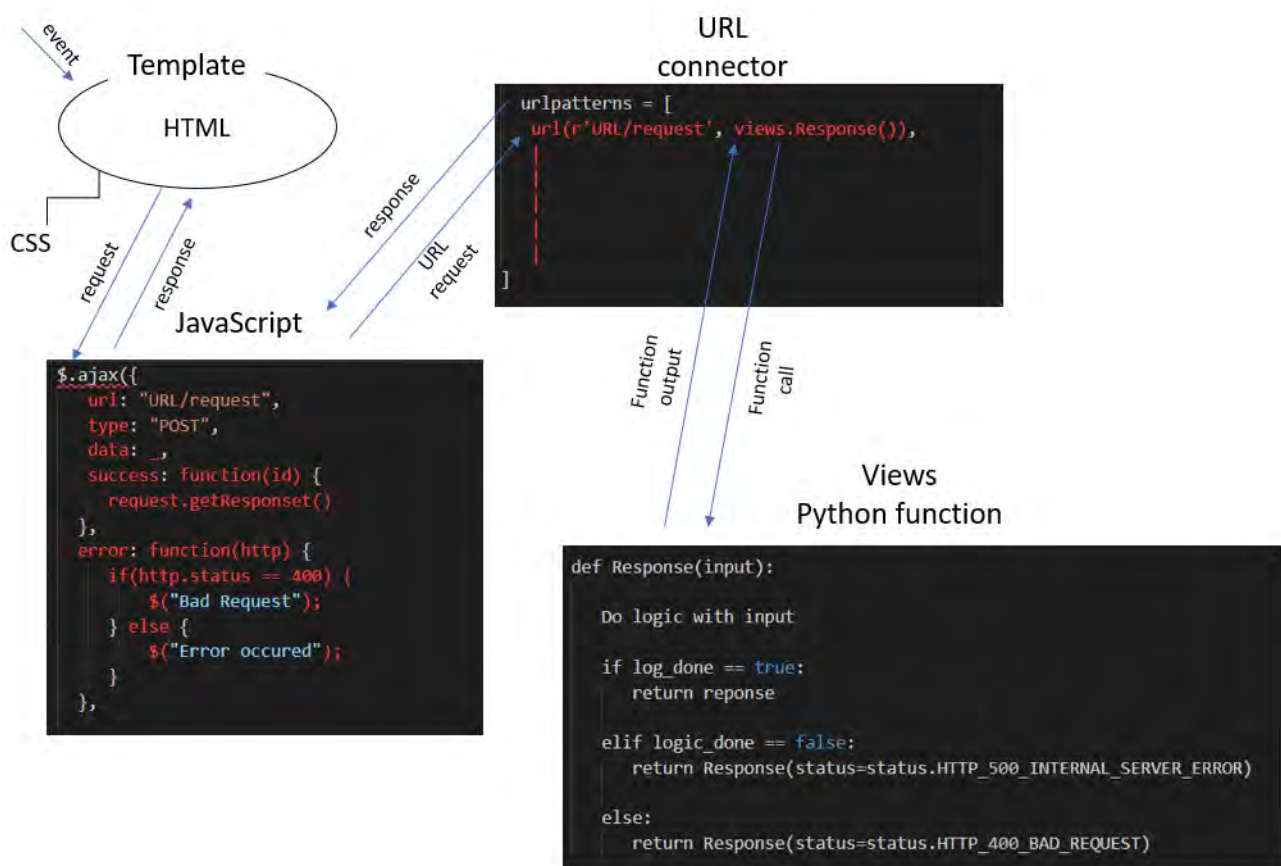 event
Template
HTML
CSS
request
response
JavaScript
$.ajax({
url: "URL/request",
type: "POST",
data: _,
success: function(id) {
request.getResponset()
},
error: function(http) {
if(http.status == 400) {
$("Bad Request");
} else {
$("Error occured");
}
},
URL
connector
urlpatterns = [
url(r'URL/request', views.Response()),
]
response
URL
request
Function
output
Function
call
Views
Python function
def Response(input):
Do logic with input
if log_done == true:
return reponse
elif logic_done == false:
return Response(status=status.HTTP_500_INTERNAL_SERVER_ERROR)
else:
return Response(status=status.HTTP_400_BAD_REQUEST)